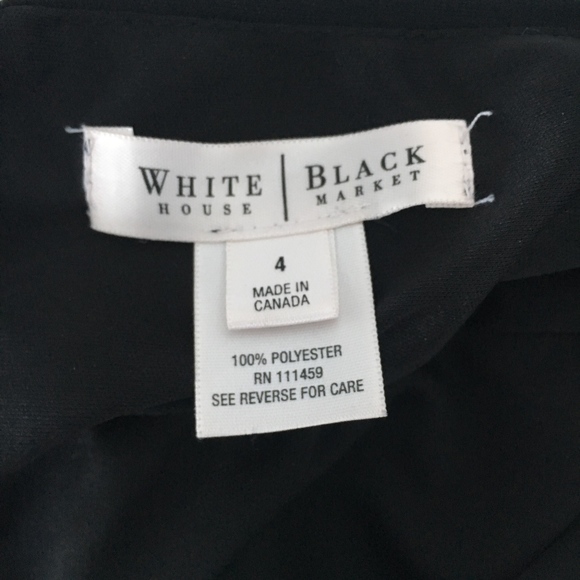 WHITE | BLACK
HOUSE MARKET
4
MADE IN
CANADA
100% POLYESTER
RN 111459
SEE REVERSE FOR CARE